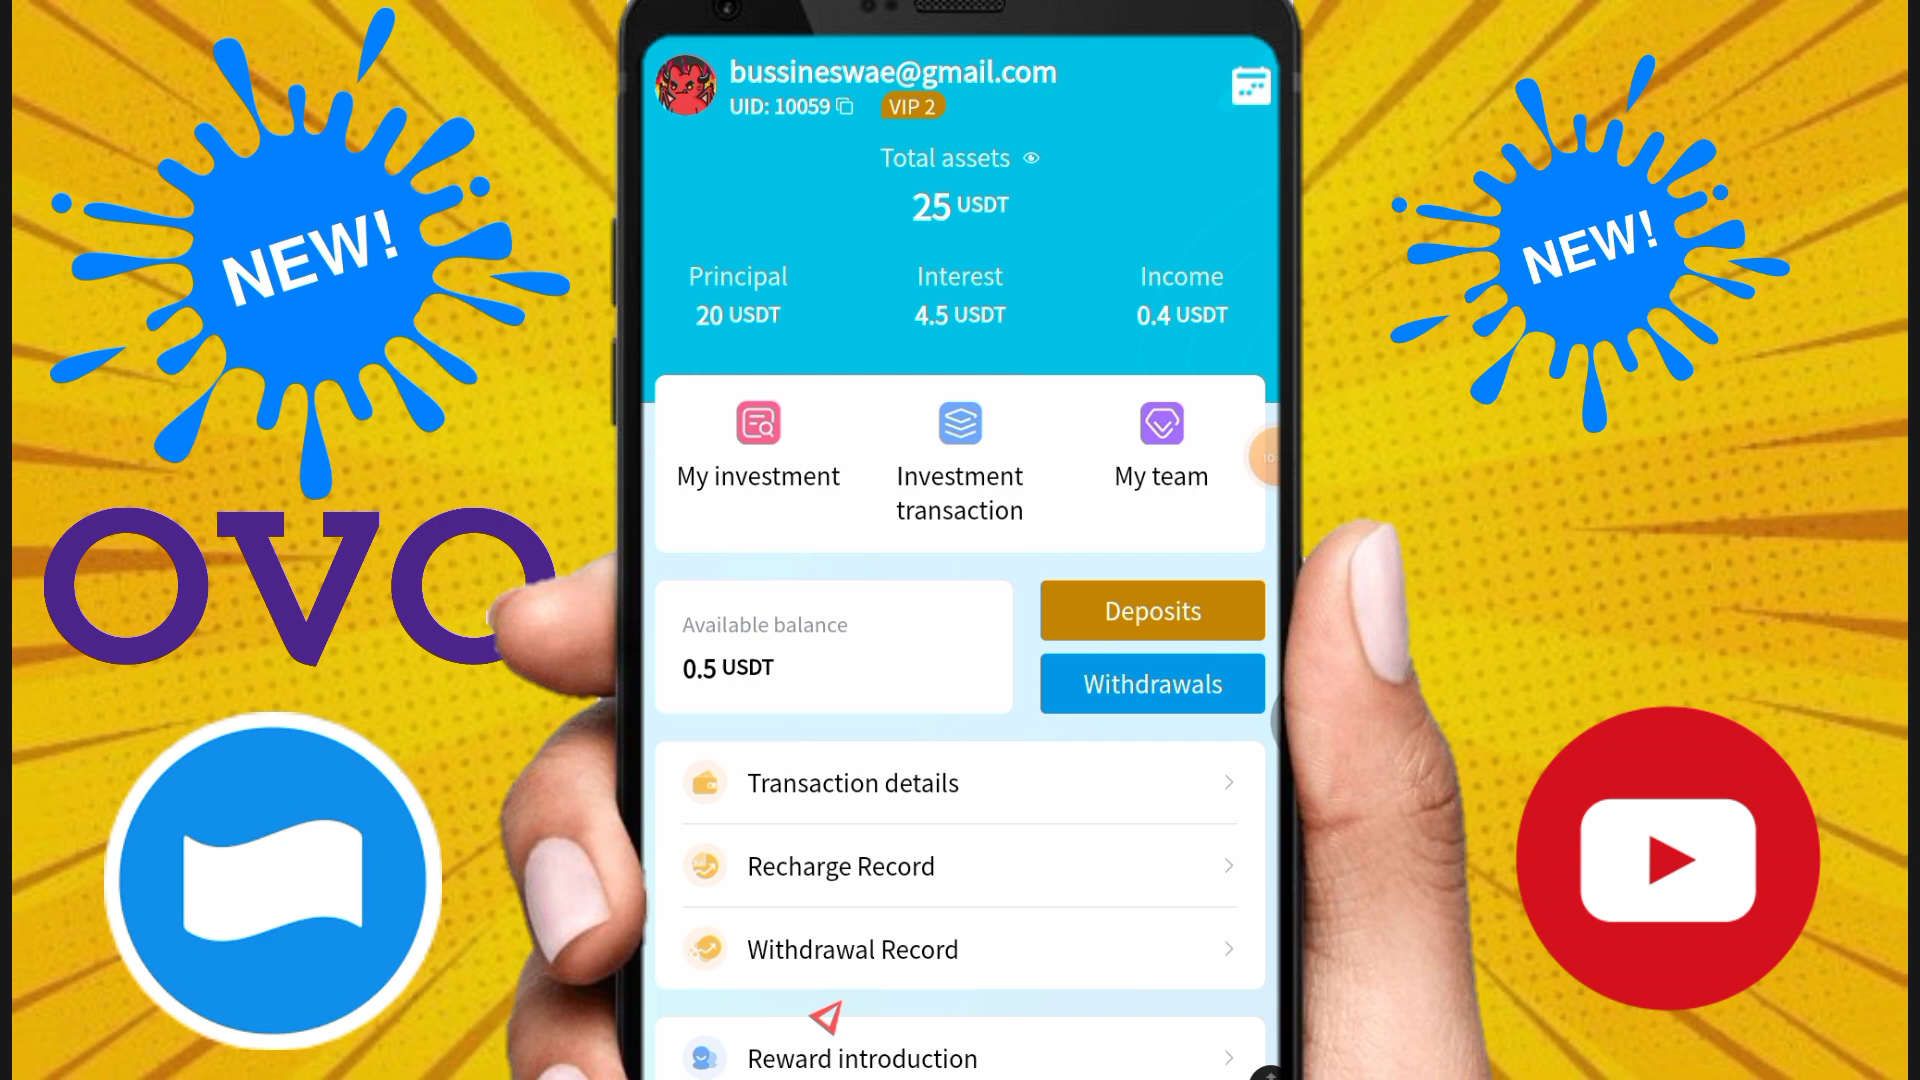 bussineswae@gmail.com
UID: 10059
VIP 2
Total assets
25 USDT
Principal
Interest
Income
20 USDT
4.5 USDT
0.4 USDT
My investment
Investment
transaction
My team
10
Available balance
0.5 USDT
Deposits
Withdrawals
Transaction details
Recharge Record
Withdrawal Record
Reward introduction
NEW!
NEW!
OVO